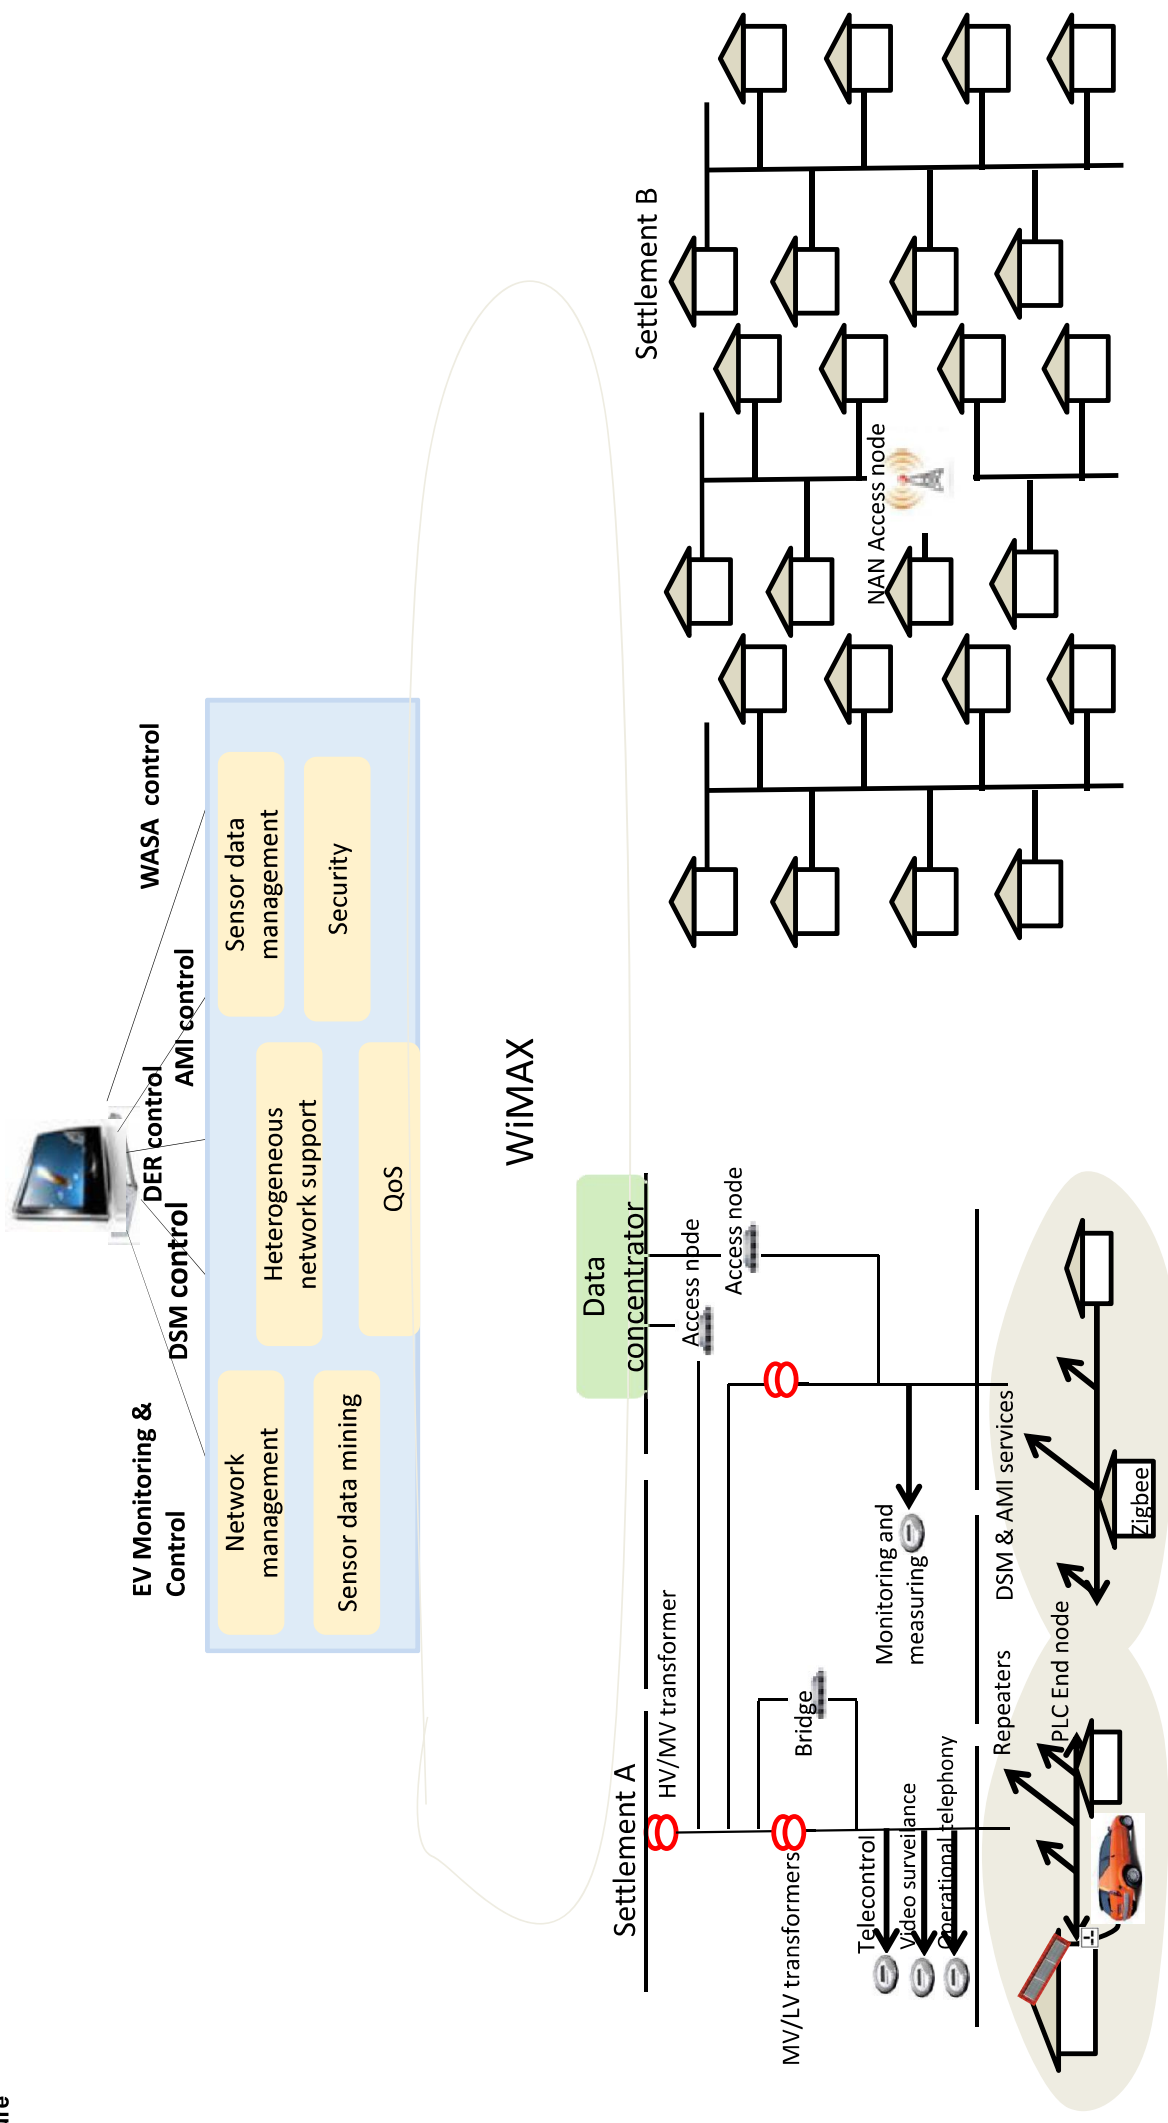 EV Monitoring &
Control
DSM control
DER control
AMI control
WASA control
Network
management
Sensor data mining
Heterogeneous
network support
QoS
Sensor data
management
Security
WiMAX
Data
concentrator
Settlement A
HV/MV transformer
Access node
Access node
MV/LV transformers
Bridge
Telecontrol
Video surveilance
Operational telephony
Monitoring and
measuring
Repeaters
DSM & AMI services
PLC End node
Zigbee
Settlement B
NAN Access node